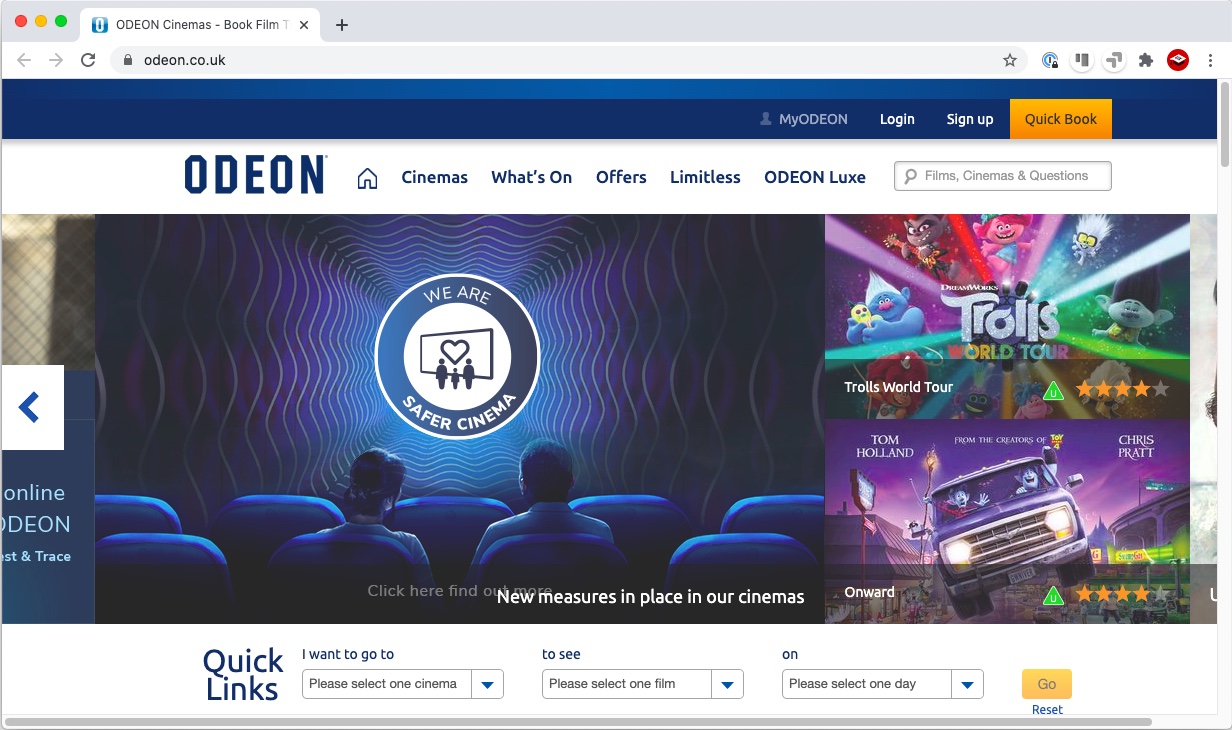 ODEON Cinemas - Book Film T
odeon.co.uk
MyODEON
Login
Sign up
Quick Book
ODEON
Cinemas
What's On
Offers
Limitless
ODEON Luxe
Films, Cinemas & Questions
online
ODEON
est & Trace
WE ARE
SAFER CINEMA
Click here find out more
New measures in place in our cinemas
DREAMWORKS
Trolls
WORLD TOUR
Trolls World Tour
U
TOM
HOLLAND
FROM THE CREATORS OF TOY
4
CHRIS
PRATT
Onward
U
Quick
Links
I want to go to
Please select one cinema
to see
Please select one film
on
Please select one day
Go
Reset